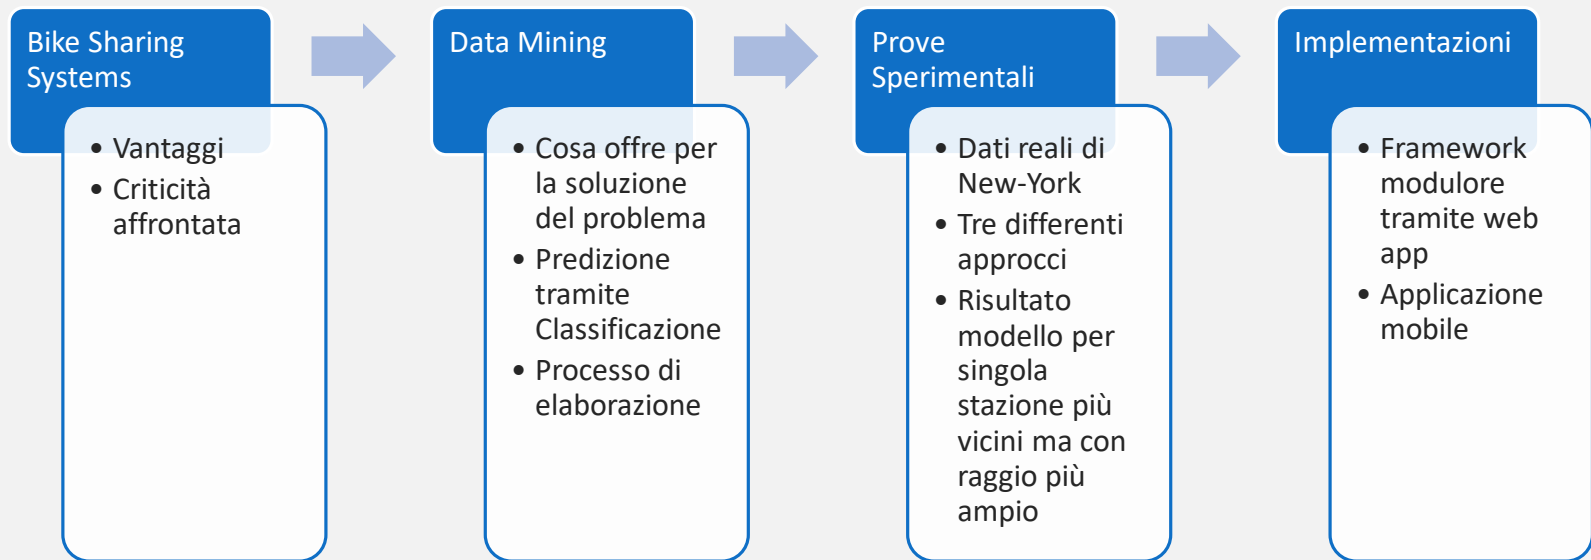 Bike Sharing
Systems
• Vantaggi
• Criticità
affrontata
Data Mining
• Cosa offre per
la soluzione
del problema
• Predizione
tramite
Classificazione
• Processo di
elaborazione
Prove
Sperimentali
• Dati reali di
New-York
• Tre differenti
approcci
• Risultato
modello per
singola
stazione più
vicini ma con
raggio più
ampio
Implementazioni
• Framework
modulore
tramite web
app
• Applicazione
mobile